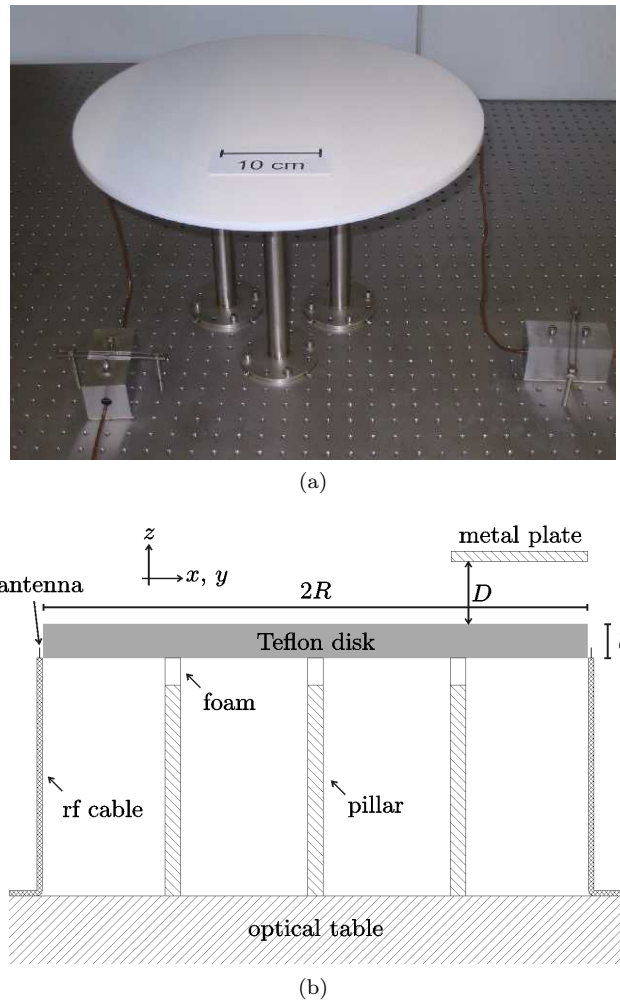 10 cm
(a)
z
metal plate
x, y
antenna
2R
D
Teflon disk
foam
rf cable
pillar
optical table
(b)